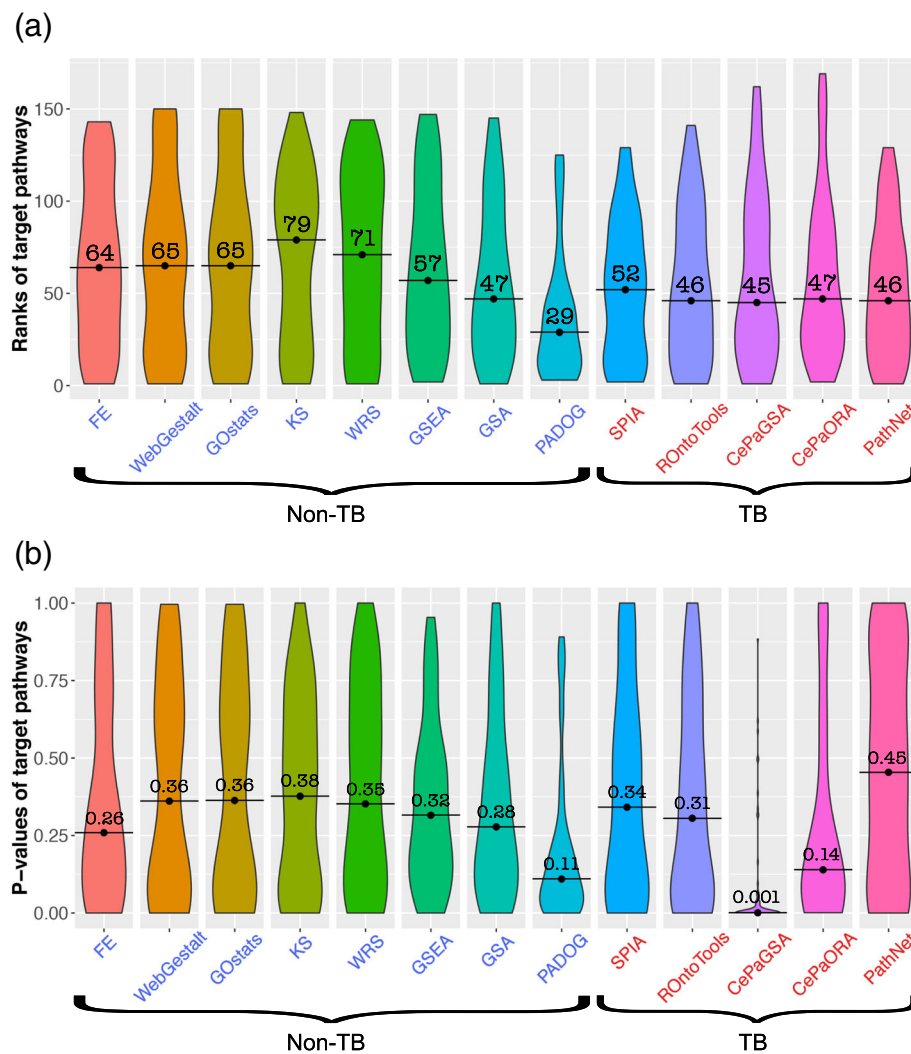 (a)
Ranks of target pathways
150
100
50
0
64
65
65
79
71
57
47
29
52
46
45
47
46
FE
WebGestalt
GOstats
KS
WRS
GSEA
GSA
PADOG
SPIA
ROntoTools
CePaGSA
CePaORA
PathNet
Non-TB
TB
(b)
P-values of target pathways
1.00
0.75
0.50
0.25
0.00
0.26
0.36
0.36
0.38
0.35
0.32
0.28
0.11
0.34
0.31
0.001
0.14
0.45
FE
WebGestalt
GOstats
KS
WRS
GSEA
GSA
PADOG
SPIA
ROntoTools
CePaGSA
CePaORA
PathNet
Non-TB
TB